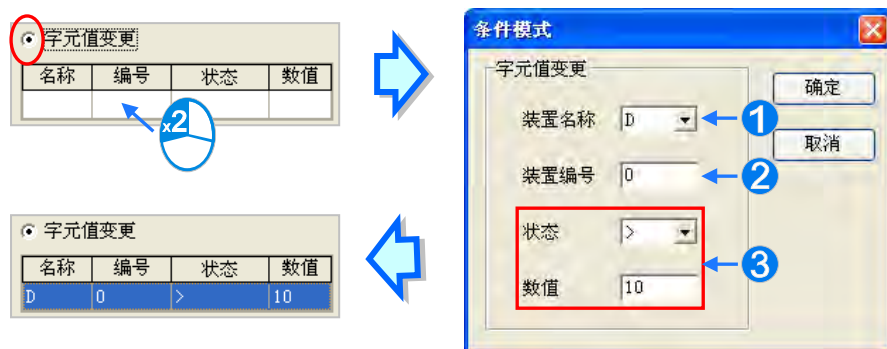 字元值变更
名称 编号 状态 数值
x2
条件模式
字元值变更
装置名称 D 1
装置编号 0 2
状态 >
数值 10
3
确定
取消
字元值变更
名称 编号 状态 数值
D 0 > 10